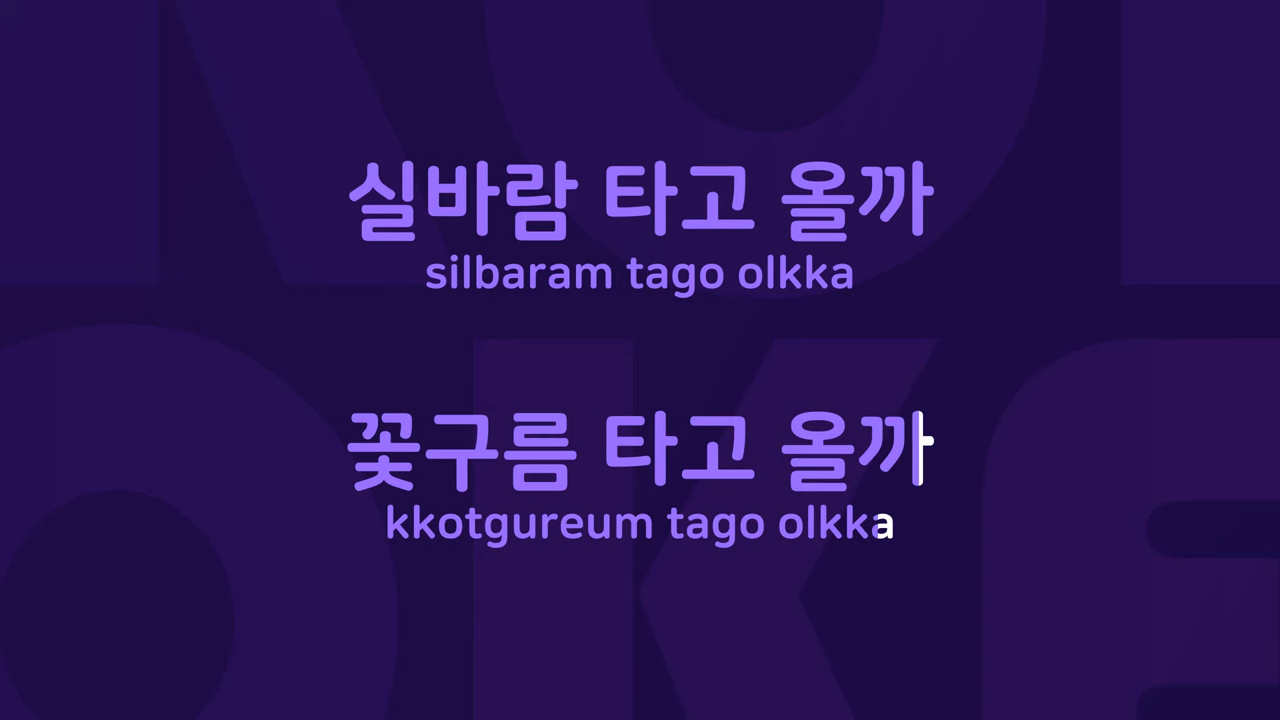 실바람 타고 올까
silbaram tago olkka
꽃구름 타고 올까
kkotgureum tago olkka